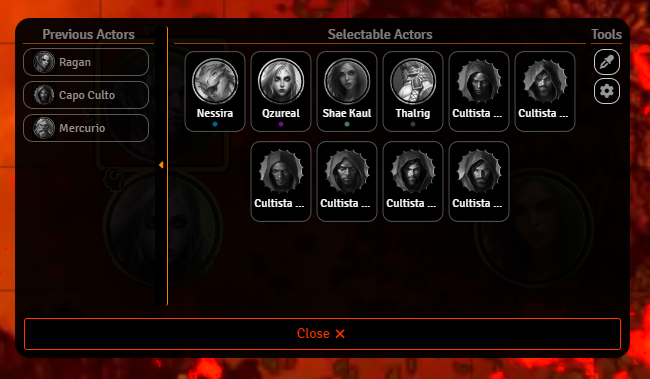 Previous Actors
Selectable Actors
Tools
Ragan
Capo Culto
Mercurio
Nessira
Qzureal
Shae Kaul
Thalrig
Cultista ...
Cultista ...
Cultista ...
Cultista ...
Cultista ...
Cultista ...
Close ✕